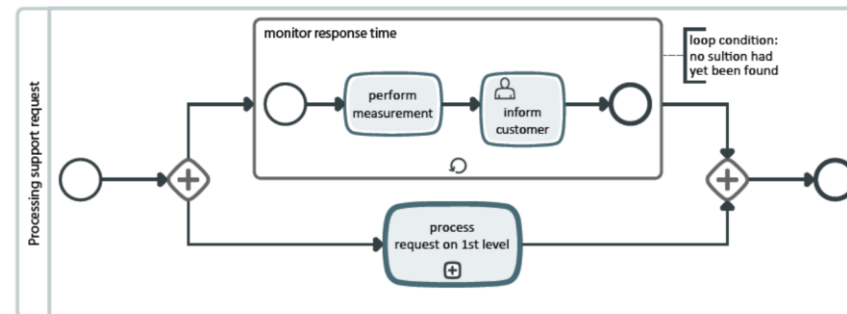 Processing support request
monitor response time
loop condition:
no sultion had
yet been found
perform
measurement
inform
customer
process
request on 1st level